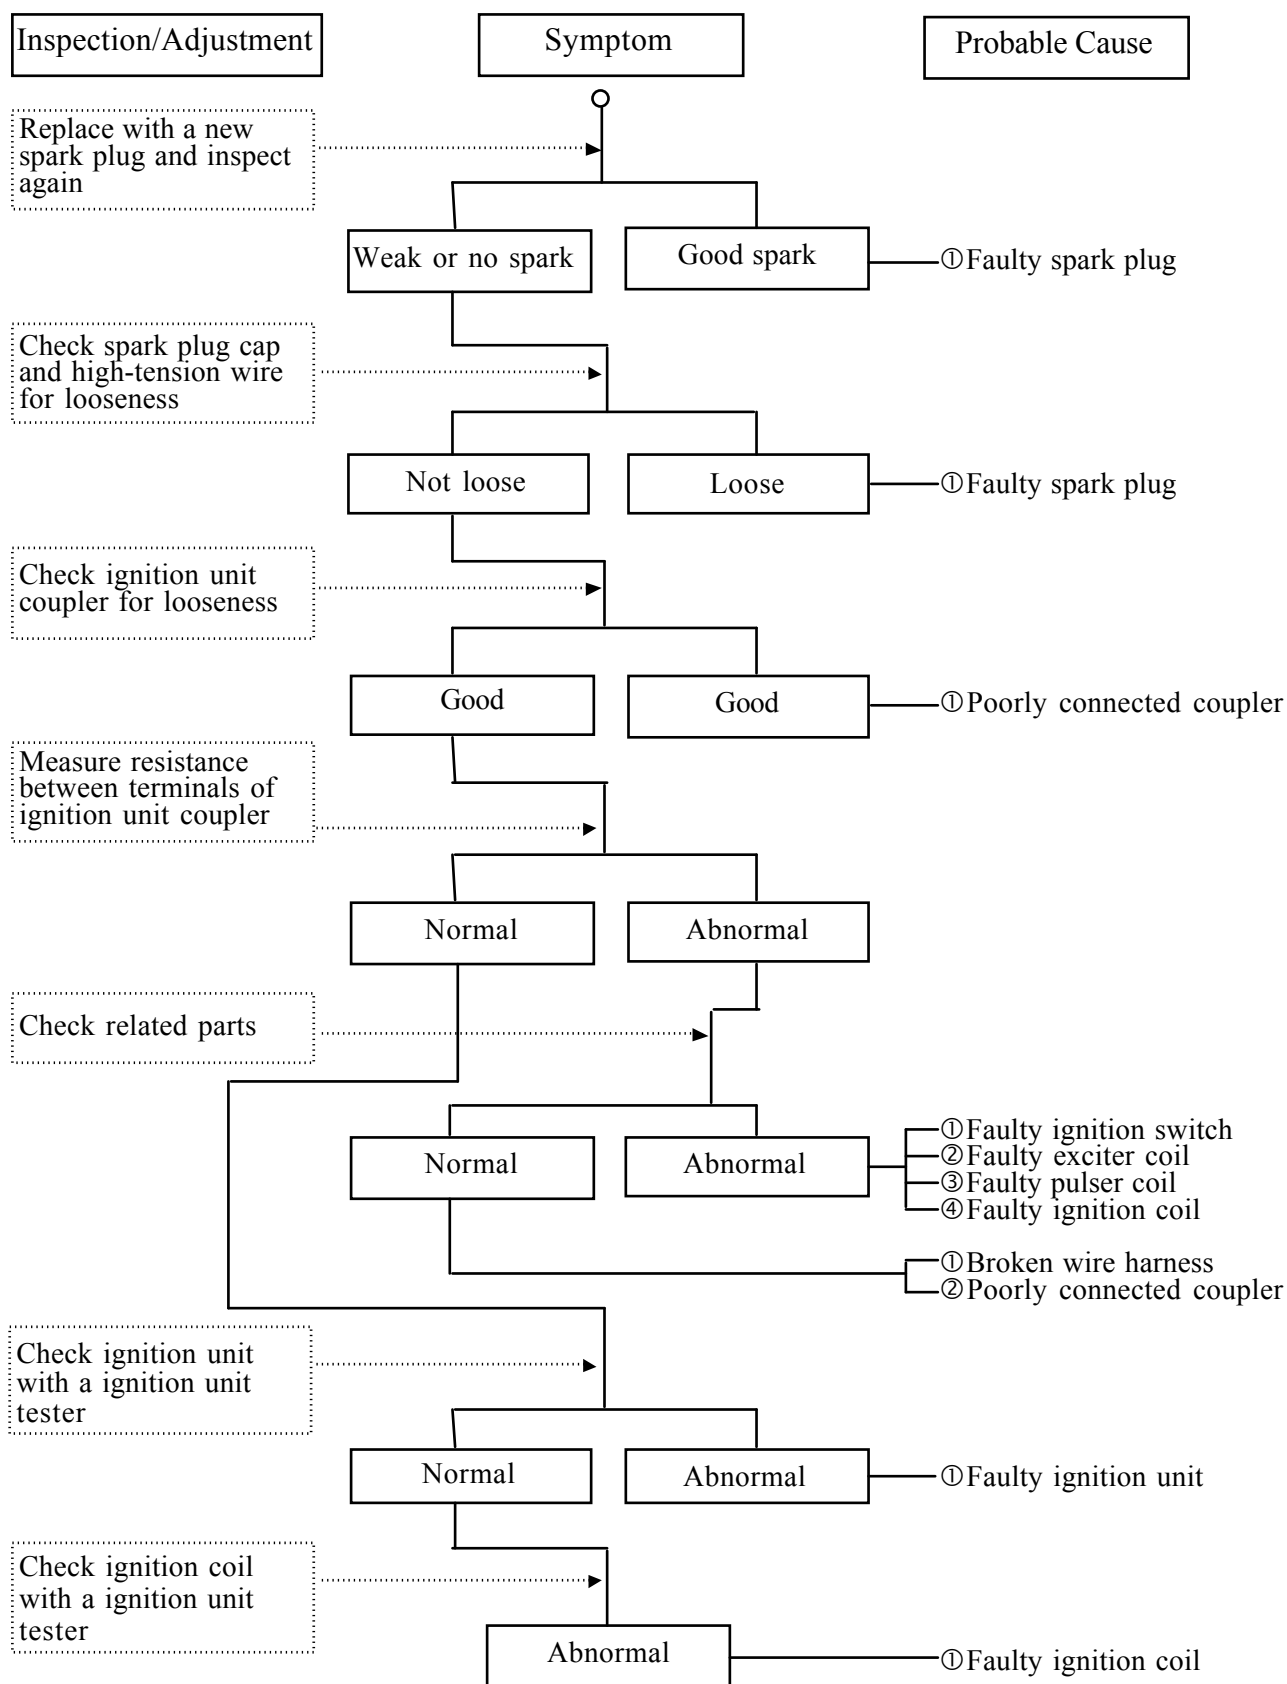 Inspection/Adjustment
Symptom
Probable Cause
Replace with a new
spark plug and inspect
again
Weak or no spark
Good spark
①Faulty spark plug
Check spark plug cap
and high-tension wire
for looseness
Not loose
Loose
①Faulty spark plug
Check ignition unit
coupler for looseness
Good
Good
①Poorly connected coupler
Measure resistance
between terminals of
ignition unit coupler
Normal
Abnormal
Check related parts
Normal
Abnormal
①Faulty ignition switch
②Faulty exciter coil
③Faulty pulser coil
④Faulty ignition coil
①Broken wire harness
②Poorly connected coupler
Check ignition unit
with a ignition unit
tester
Normal
Abnormal
①Faulty ignition unit
Check ignition coil
with a ignition unit
tester
Abnormal
①Faulty ignition coil